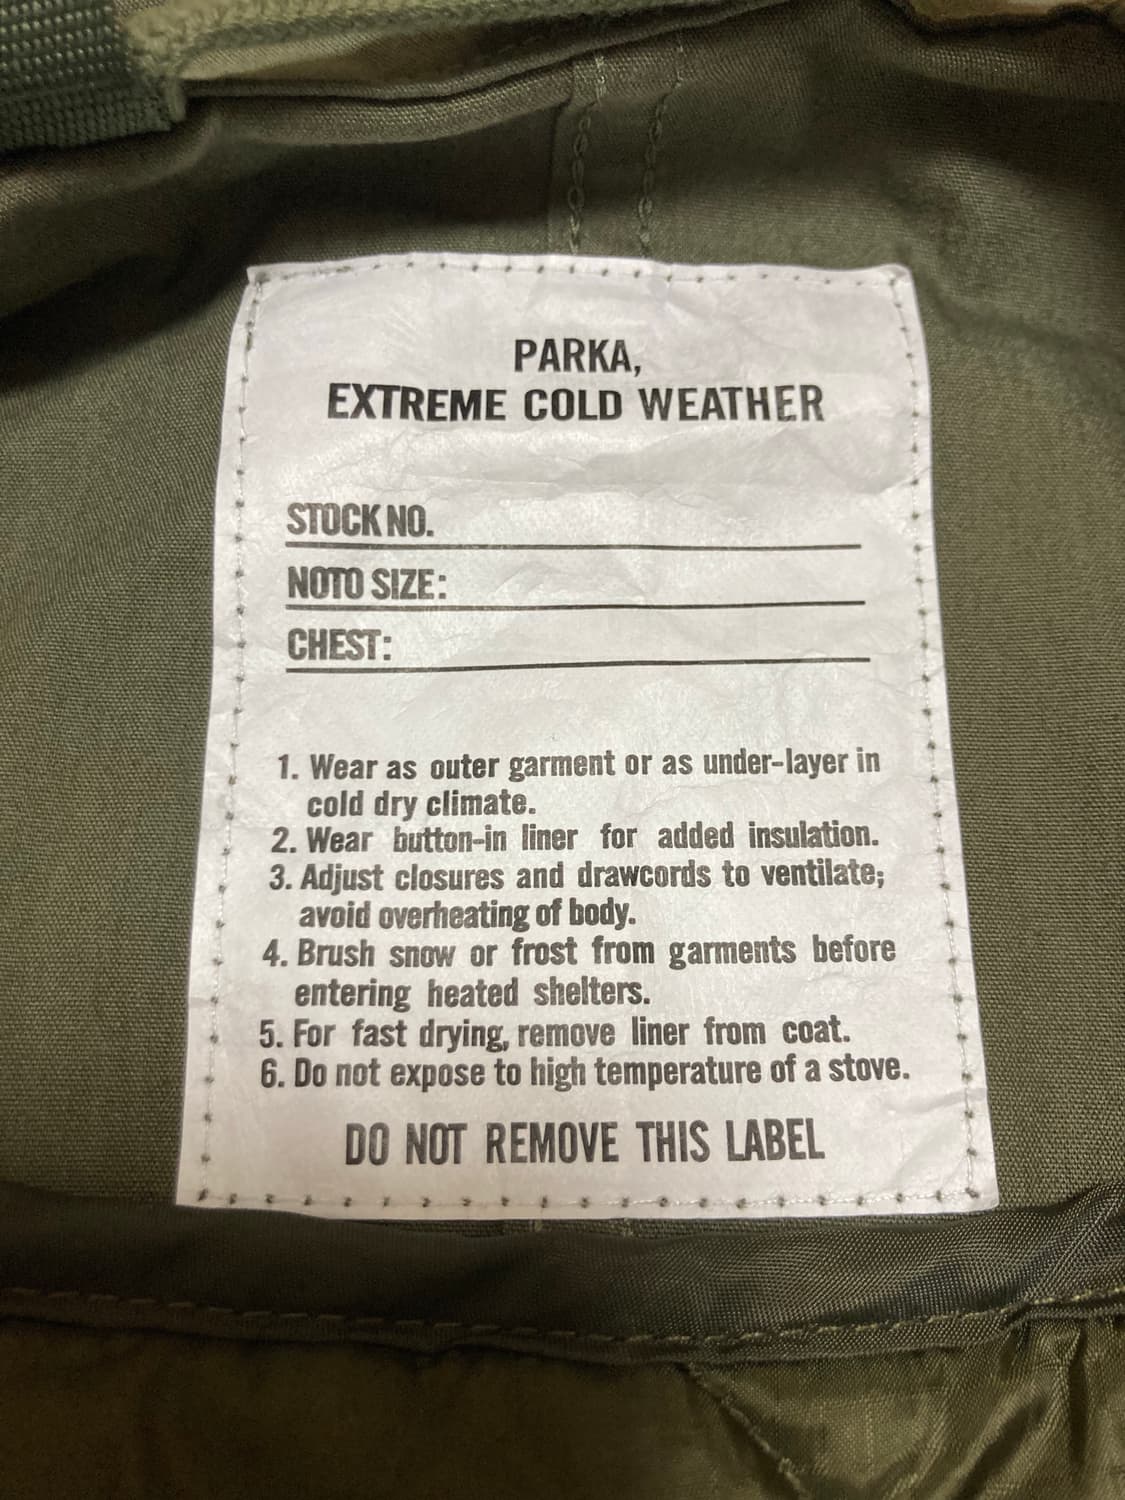 PARKA,
EXTREME COLD WEATHER
STOCK NO.
NOTO SIZE:
CHEST:
1. Wear as outer garment or as under-layer in
cold dry climate.
2. Wear button-in liner for added insulation.
3. Adjust closures and drawcords to ventilate;
avoid overheating of body.
4. Brush snow or frost from garments before
entering heated shelters.
5. For fast drying, remove liner from coat.
6. Do not expose to high temperature of a stove.
DO NOT REMOVE THIS LABEL